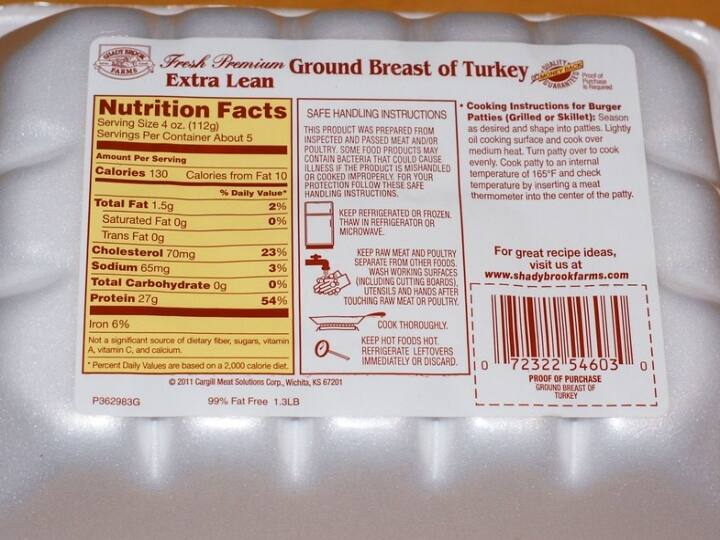 SHADY BROOK
FARMS
Fresh Premium
Extra Lean
Ground Breast of Turkey
QUALITY
MONEY BACK
GUARANTEE
Proof of
Purchase
is Required
Nutrition Facts
Serving Size 4 oz. (112g)
Servings Per Container About 5
Amount Per Serving
Calories 130 Calories from Fat 10
% Daily Value*
Total Fat 1.5g 2%
Saturated Fat 0g 0%
Trans Fat 0g
Cholesterol 70mg 23%
Sodium 65mg 3%
Total Carbohydrate 0g 0%
Protein 27g 54%
Iron 6%
Not a significant source of dietary fiber, sugars, vitamin
A, vitamin C, and calcium.
* Percent Daily Values are based on a 2,000 calorie diet.
SAFE HANDLING INSTRUCTIONS
THIS PRODUCT WAS PREPARED FROM
INSPECTED AND PASSED MEAT AND/OR
POULTRY. SOME FOOD PRODUCTS MAY
CONTAIN BACTERIA THAT COULD CAUSE
ILLNESS IF THE PRODUCT IS MISHANDLED
OR COOKED IMPROPERLY. FOR YOUR
PROTECTION FOLLOW THESE SAFE
HANDLING INSTRUCTIONS.
KEEP REFRIGERATED OR FROZEN.
THAW IN REFRIGERATOR OR
MICROWAVE.
KEEP RAW MEAT AND POULTRY
SEPARATE FROM OTHER FOODS.
WASH WORKING SURFACES
(INCLUDING CUTTING BOARDS),
UTENSILS AND HANDS AFTER
TOUCHING RAW MEAT OR POULTRY.
COOK THOROUGHLY.
KEEP HOT FOODS HOT.
REFRIGERATE LEFTOVERS
IMMEDIATELY OR DISCARD.
• Cooking Instructions for Burger
Patties (Grilled or Skillet): Season
as desired and shape into patties. Lightly
oil cooking surface and cook over
medium heat. Turn patty over to cook
evenly. Cook patty to an internal
temperature of 165°F and check
temperature by inserting a meat
thermometer into the center of the patty.
For great recipe ideas,
visit us at
www.shadybrookfarms.com
0 72322 54603 0
PROOF OF PURCHASE
GROUND BREAST OF
TURKEY
© 2011 Cargill Meat Solutions Corp., Wichita, KS 67201
P362983G 99% Fat Free 1.3LB